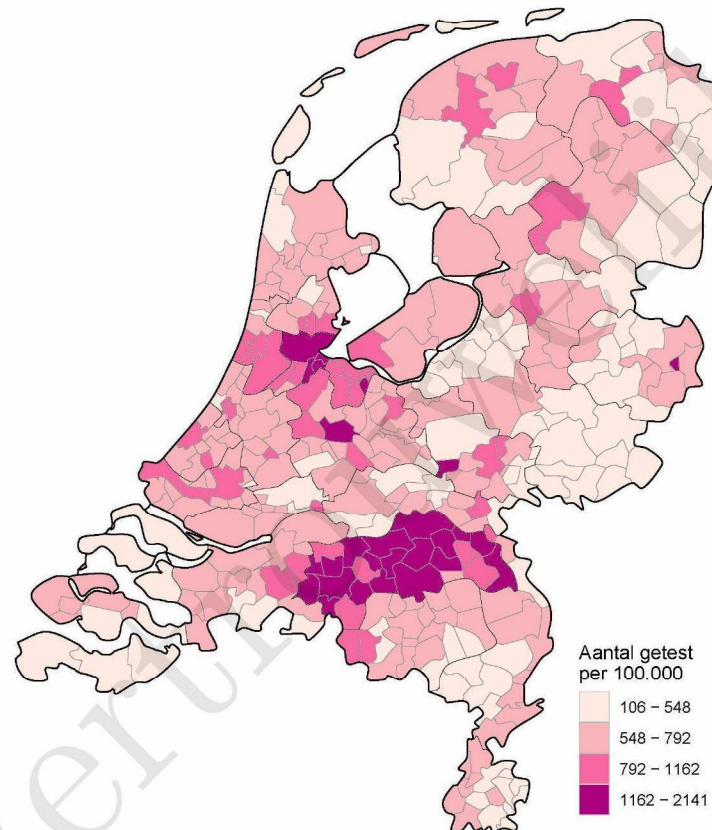 Aantal getest
per 100.000
106 – 548
548 – 792
792 – 1162
1162 – 2141